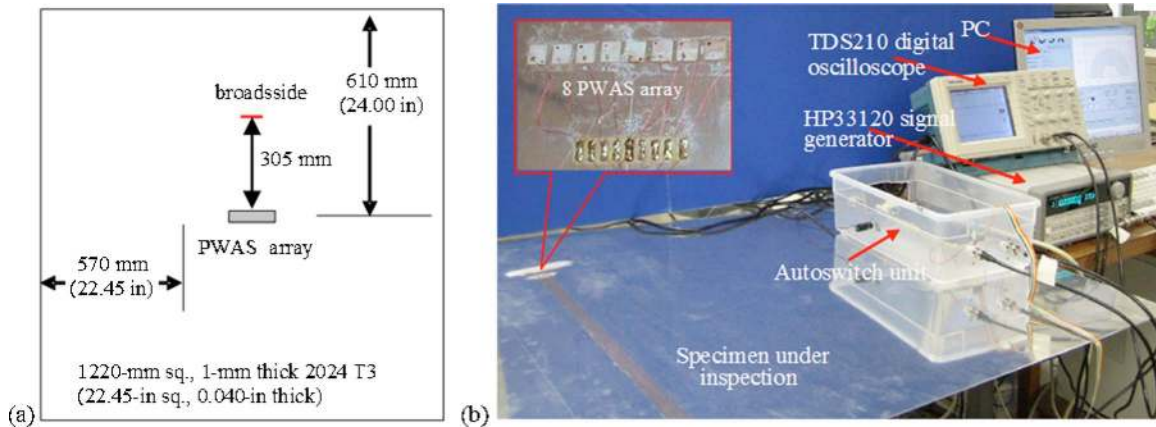 610 mm
(24.00 in)
broadsside
305 mm
570 mm
(22.45 in)
PWAS array
1220-mm sq., 1-mm thick 2024 T3
(22.45-in sq., 0.040-in thick)
(a)
PC
TDS210 digital
oscilloscope
8 PWAS array
HP33120 signal
generator
Autoswitch unit
Specimen under
inspection
(b)